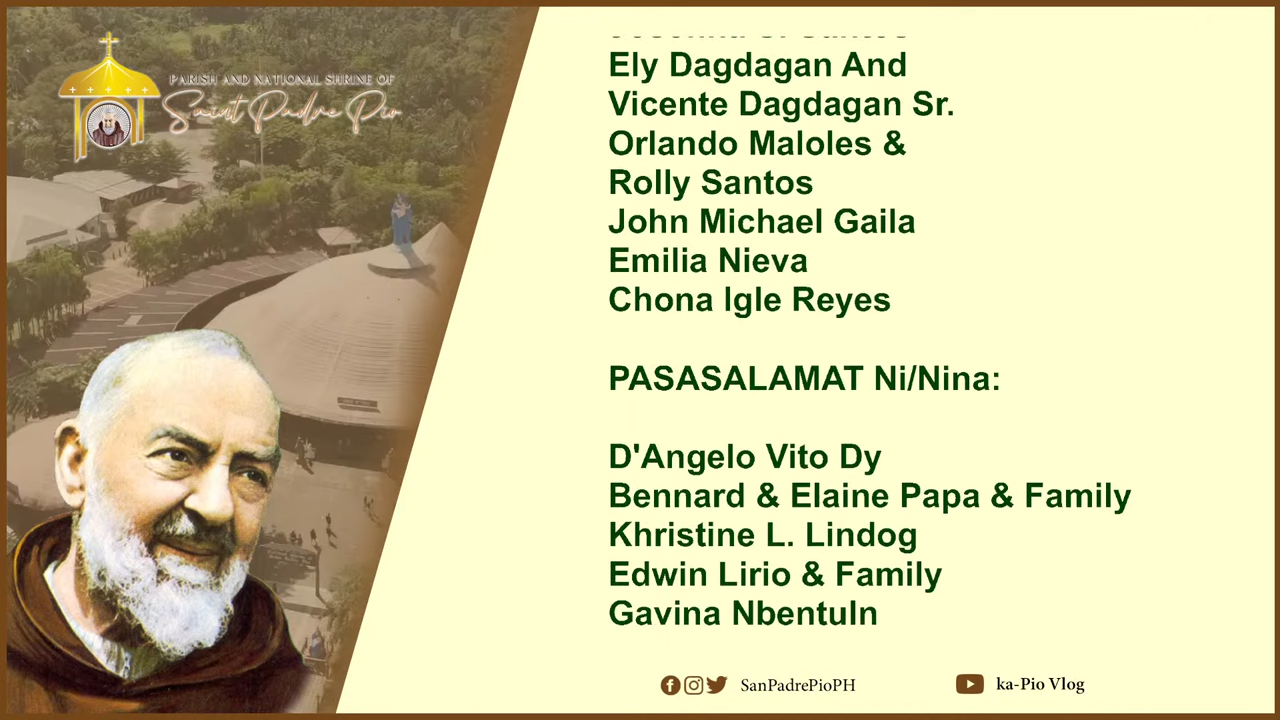 PARISH AND NATIONAL SHRINE OF
Saint Padre Pio
Ely Dagdagan And
Vicente Dagdagan Sr.
Orlando Maloles &
Rolly Santos
John Michael Gaila
Emilia Nieva
Chona Igle Reyes
PASASALAMAT Ni/Nina:
D'Angelo Vito Dy
Bennard & Elaine Papa & Family
Khristine L. Lindog
Edwin Lirio & Family
Gavina Nbentuln
SanPadrePioPH
ka-Pio Vlog